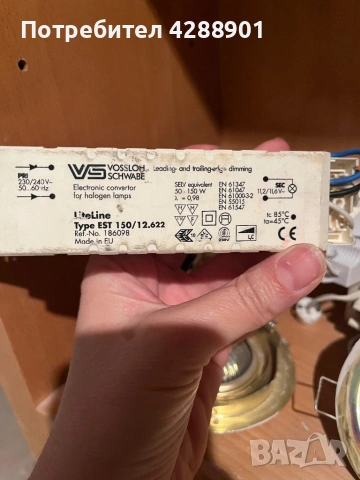 Потребител 4288901
VS VOSSLOH SCHWABE
Leading- and trailing-edge dimming
PRI
230/240V~
50...60 Hz
Electronic convertor
for halogen lamps
SELV equivalent
50 - 150 W
λ = 0,98
EN 61347
EN 61047
EN 61000-3-2
EN 55015
EN 61547
SEC
11,2/11,6V~
LiteLine
Type EST 150/12.622
Ref.-No. 186098
Made in EU
tc 85°C
ta=45°C
CE
BAZAR